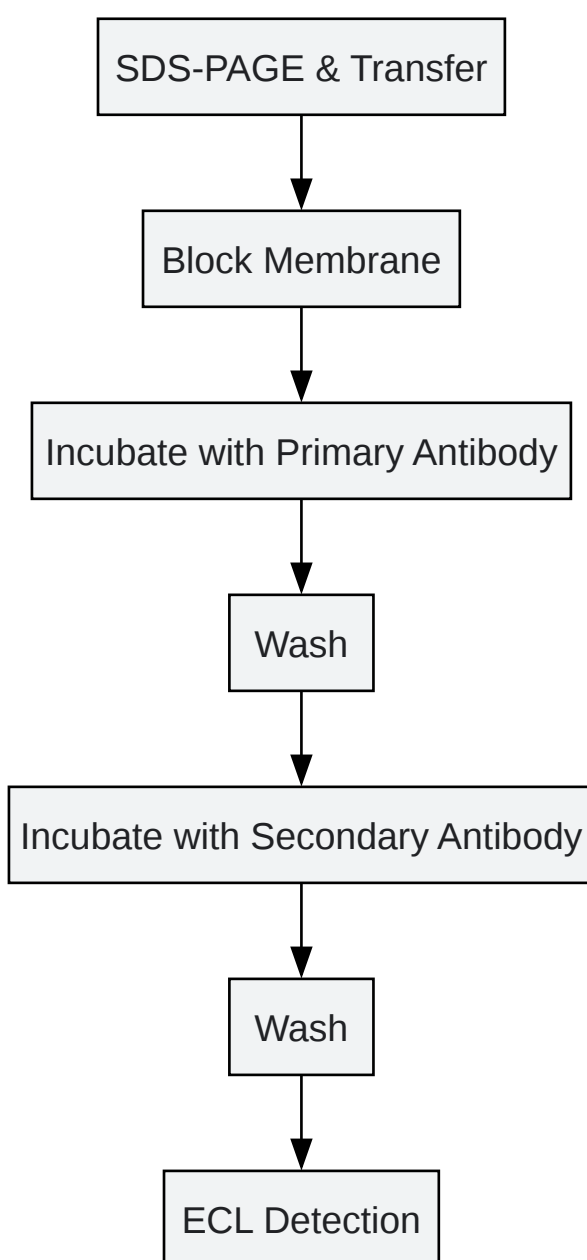 SDS-PAGE & Transfer
Block Membrane
Incubate with Primary Antibody
Wash
Incubate with Secondary Antibody
Wash
ECL Detection